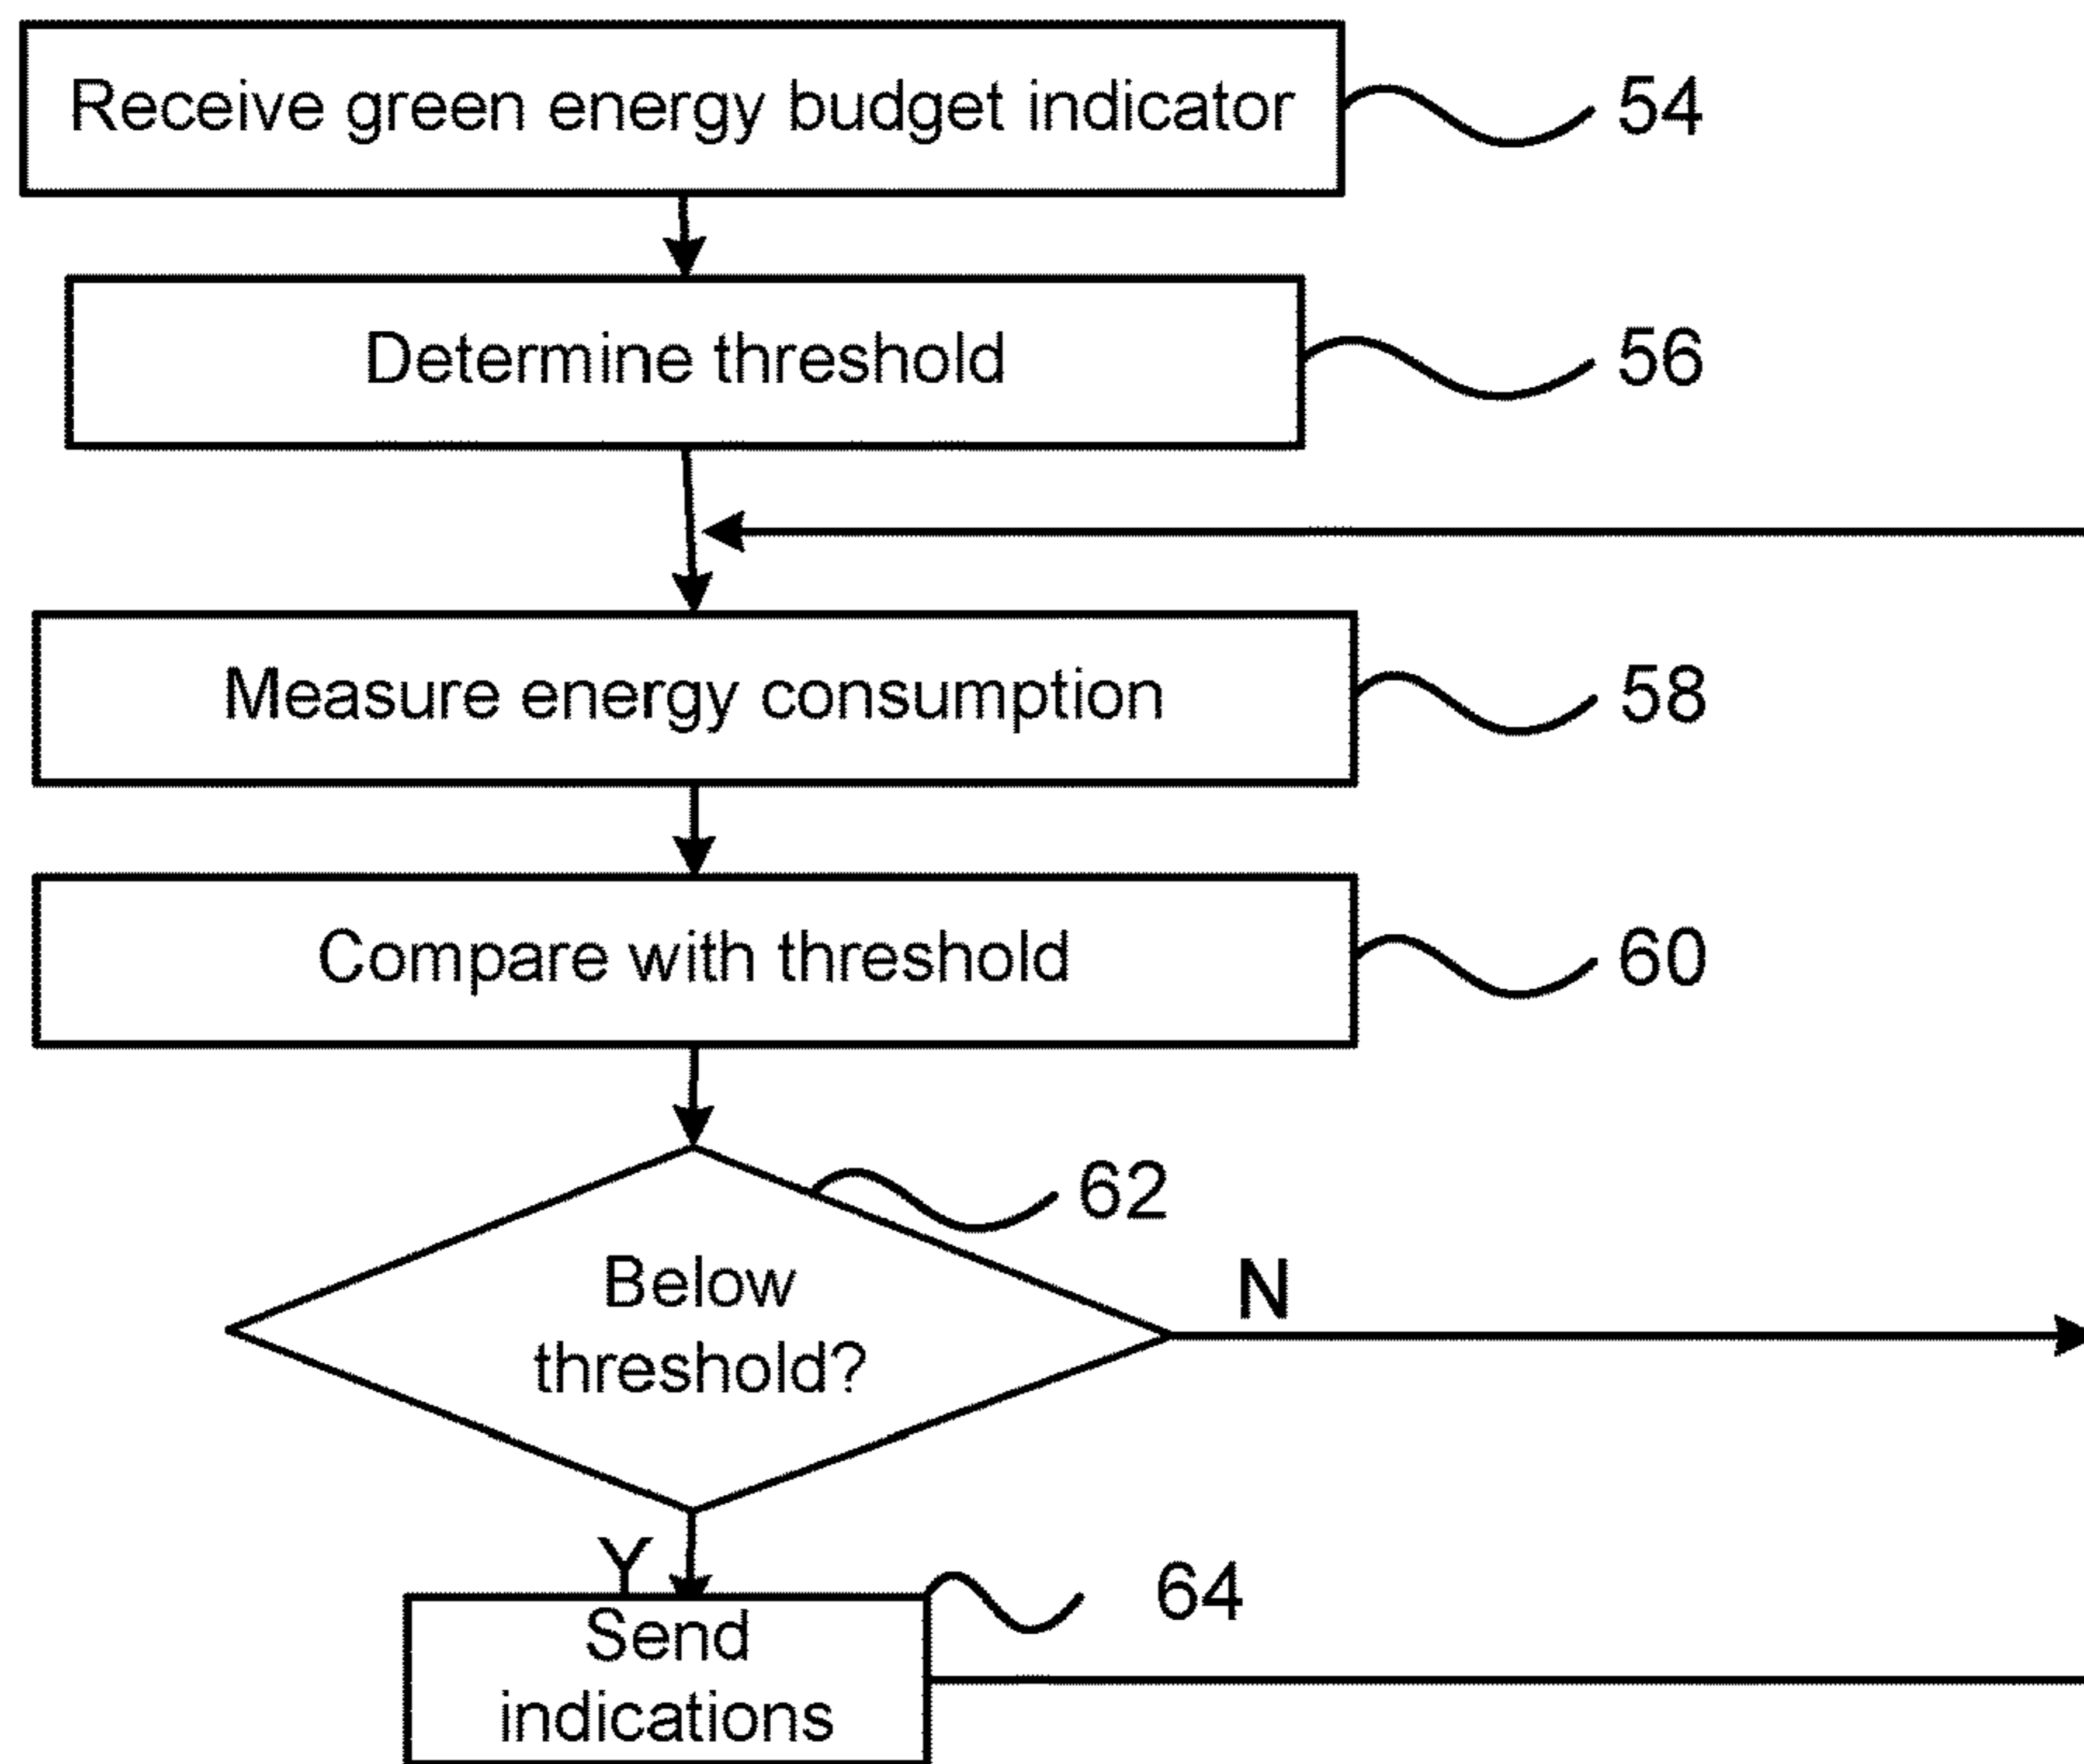 Receive green energy budget indicator
54
Determine threshold
56
Measure energy consumption
58
Compare with threshold
60
62
Below
threshold?
N
Y
64
Send
indications